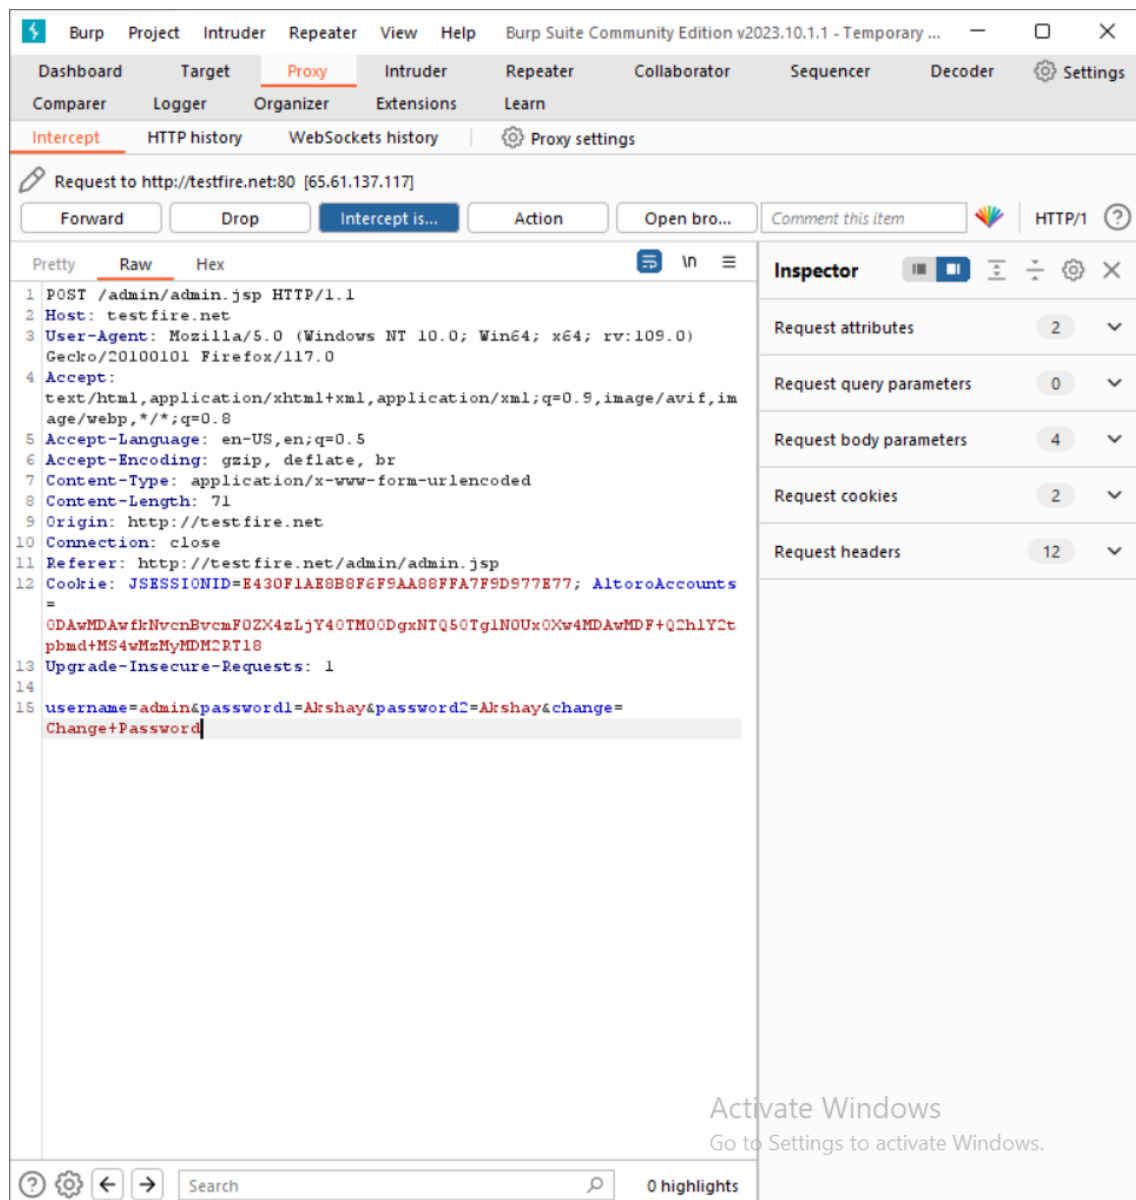 Burp Project Intruder Repeater View Help Burp Suite Community Edition v2023.10.1.1 - Temporary ...
Dashboard Target Proxy Intruder Repeater Collaborator Sequencer Decoder Settings
Comparer Logger Organizer Extensions Learn
Intercept HTTP history WebSockets history Proxy settings
Request to http://testfire.net:80 [65.61.137.117]
Forward Drop Intercept is... Action Open bro... Comment this item HTTP/1 ?
Pretty Raw Hex \n
Inspector
1 POST /admin/admin.jsp HTTP/1.1
2 Host: testfire.net
3 User-Agent: Mozilla/5.0 (Windows NT 10.0; Win64; x64; rv:109.0)
Gecko/20100101 Firefox/117.0
4 Accept:
text/html,application/xhtml+xml,application/xml;q=0.9,image/avif,im
age/webp,*/*;q=0.8
5 Accept-Language: en-US,en;q=0.5
6 Accept-Encoding: gzip, deflate, br
7 Content-Type: application/x-www-form-urlencoded
8 Content-Length: 71
9 Origin: http://testfire.net
10 Connection: close
11 Referer: http://testfire.net/admin/admin.jsp
12 Cookie: JSESSIONID=E430F1AE8B8F6F9AA88FFA7F9D977E77; AltoroAccounts
=
ODAwMDAwfkNvcnBvcmF0ZX4zLjY4OTM0ODgxNTQ5OTg1N0UxOXw4MDAwMDF+Q2hlY2t
pbmd+MS4wMzMyMDM2RTl8
13 Upgrade-Insecure-Requests: 1
14
15 username=admin&password1=Akshay&password2=Akshay&change=
Change+Password
Request attributes 2
Request query parameters 0
Request body parameters 4
Request cookies 2
Request headers 12
Activate Windows
Go to Settings to activate Windows.
? Search 0 highlights